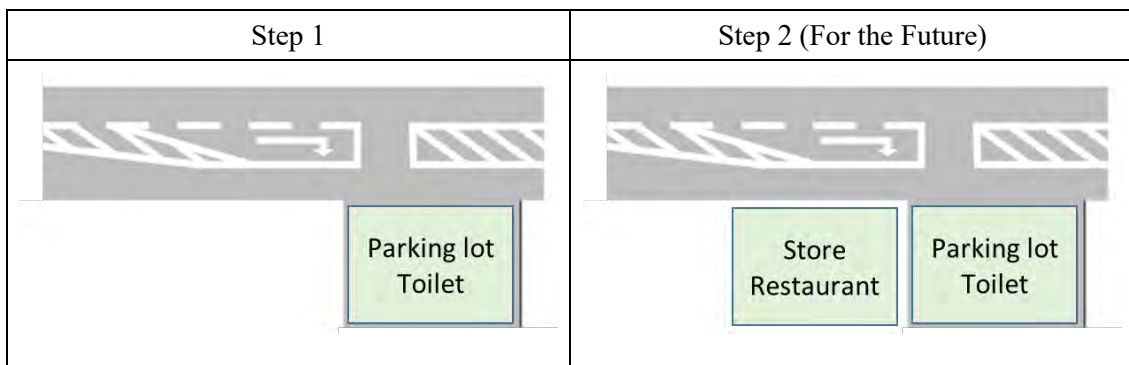 Step 1
Step 2 (For the Future)
Parking lot
Toilet
Store
Restaurant
Parking lot
Toilet